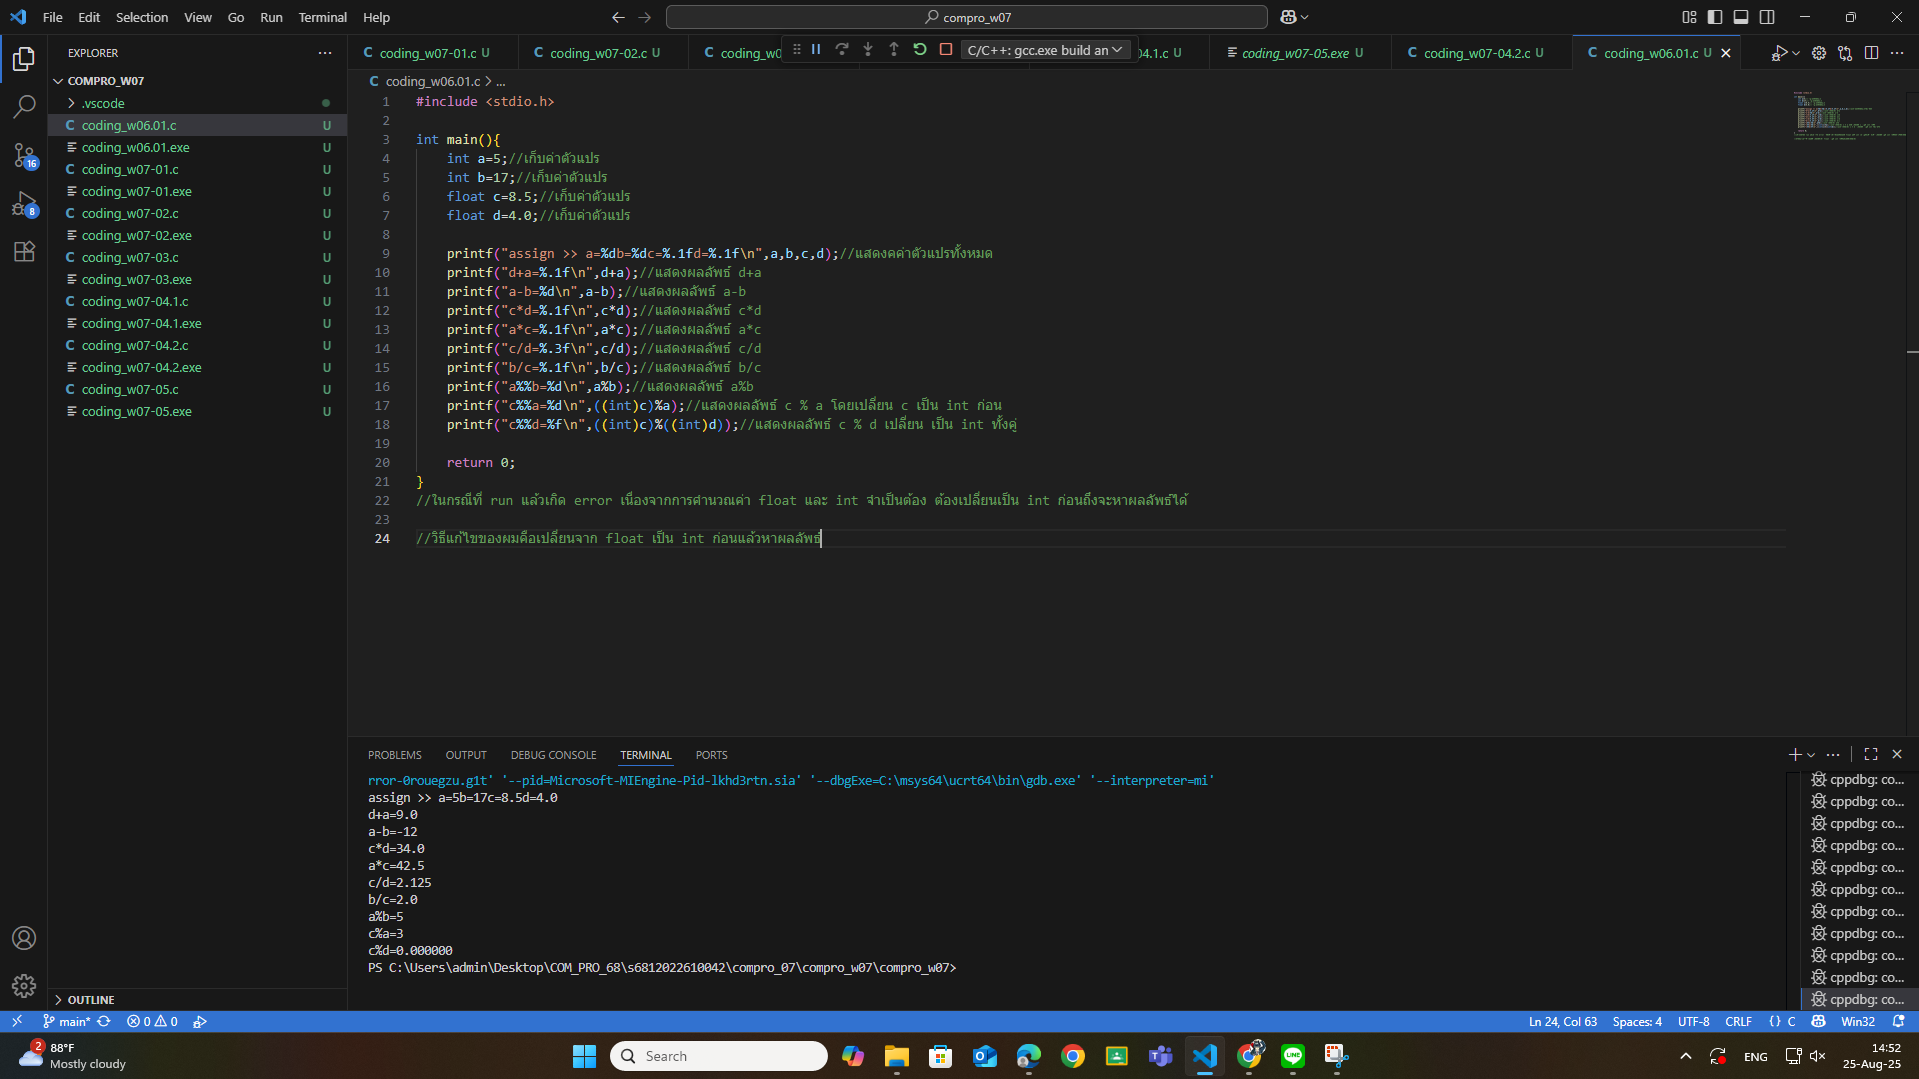 File Edit Selection View Go Run Terminal Help
compro_w07
EXPLORER
COMPRO_W07
.vscode
coding_w06.01.c U
coding_w06.01.exe U
coding_w07-01.c U
coding_w07-01.exe U
coding_w07-02.c U
coding_w07-02.exe U
coding_w07-03.c U
coding_w07-03.exe U
coding_w07-04.1.c U
coding_w07-04.1.exe U
coding_w07-04.2.c U
coding_w07-04.2.exe U
coding_w07-05.c U
coding_w07-05.exe U
OUTLINE
16
8
coding_w07-01.c U
coding_w07-02.c U
coding_w0
C/C++: gcc.exe build an
4.1.c U
coding_w07-05.exe U
coding_w07-04.2.c U
coding_w06.01.c U
coding_w06.01.c > ...
1 #include <stdio.h>
2
3 int main(){
4 int a=5;//เก็บค่าตัวแปร
5 int b=17;//เก็บค่าตัวแปร
6 float c=8.5;//เก็บค่าตัวแปร
7 float d=4.0;//เก็บค่าตัวแปร
8
9 printf("assign >> a=%db=%dc=%.1fd=%.1f\n",a,b,c,d);//แสดงคค่าตัวแปรทั้งหมด
10 printf("d+a=%.1f\n",d+a);//แสดงผลลัพธ์ d+a
11 printf("a-b=%d\n",a-b);//แสดงผลลัพธ์ a-b
12 printf("c*d=%.1f\n",c*d);//แสดงผลลัพธ์ c*d
13 printf("a*c=%.1f\n",a*c);//แสดงผลลัพธ์ a*c
14 printf("c/d=%.3f\n",c/d);//แสดงผลลัพธ์ c/d
15 printf("b/c=%.1f\n",b/c);//แสดงผลลัพธ์ b/c
16 printf("a%%b=%d\n",a%b);//แสดงผลลัพธ์ a%b
17 printf("c%%a=%d\n",((int)c)%a);//แสดงผลลัพธ์ c % a โดยเปลี่ยน c เป็น int ก่อน
18 printf("c%%d=%f\n",((int)c)%((int)d));//แสดงผลลัพธ์ c % d เปลี่ยน เป็น int ทั้งคู่
19
20 return 0;
21 }
22 //ในกรณีที่ run แล้วเกิด error เนื่องจากการคำนวณค่า float และ int จำเป็นต้อง ต้องเปลี่ยนเป็น int ก่อนถึงจะหาผลลัพธ์ได้
23
24 //วิธีแก้ไขของผมคือเปลี่ยนจาก float เป็น int ก่อนแล้วหาผลลัพธ์
PROBLEMS OUTPUT DEBUG CONSOLE TERMINAL PORTS
rror-0rouegzu.g1t' '--pid=Microsoft-MIEngine-Pid-lkhd3rtn.sia' '--dbgExe=C:\msys64\ucrt64\bin\gdb.exe' '--interpreter=mi'
assign >> a=5b=17c=8.5d=4.0
d+a=9.0
a-b=-12
c*d=34.0
a*c=42.5
c/d=2.125
b/c=2.0
a%b=5
c%a=3
c%d=0.000000
PS C:\Users\admin\Desktop\COM_PRO_68\s6812022610042\compro_07\compro_w07\compro_w07>
cppdbg: co...
cppdbg: co...
cppdbg: co...
cppdbg: co...
cppdbg: co...
cppdbg: co...
cppdbg: co...
cppdbg: co...
cppdbg: co...
cppdbg: co...
cppdbg: co...
main* 0 0
Ln 24, Col 63 Spaces: 4 UTF-8 CRLF {} C Win32
2
88°F
Mostly cloudy
Search
LINE
ENG
14:52
25-Aug-25